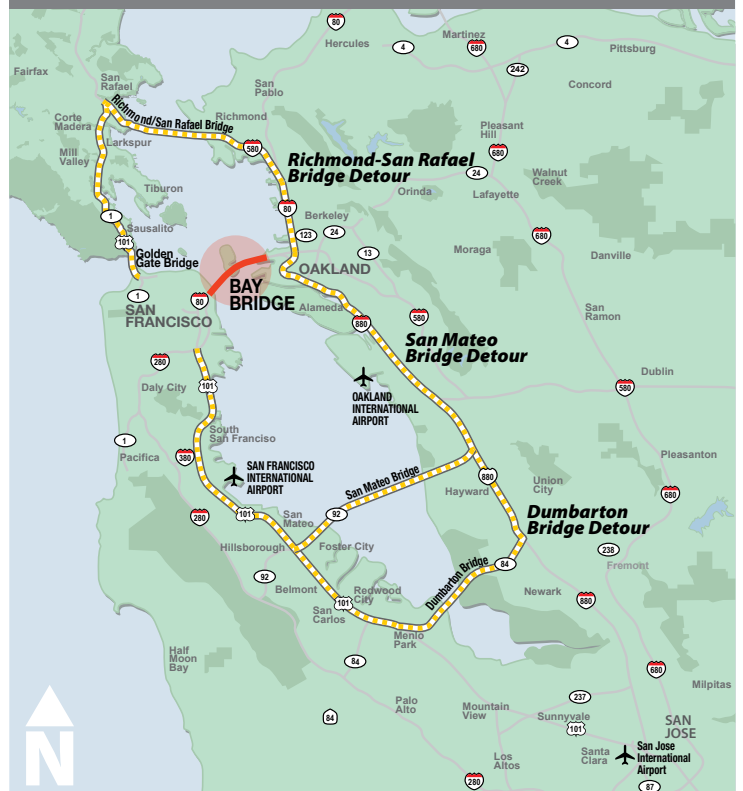 80
Hercules
4
Martinez
680
4
Pittsburg
Fairfax
San
Rafael
242
San
Pablo
Concord
Richmond/San Rafael Bridge
Corte
Madera
Richmond
Larkspur
580
Pleasant
Hill
680
Mill
Valley
Richmond-San Rafael
Bridge Detour
24
Walnut
Creek
Tiburon
Orinda
Lafayette
80
Berkeley
1
Sausalito
101
123
24
680
Golden
Gate Bridge
13
Moraga
Danville
OAKLAND
BAY
BRIDGE
1
80
SAN
FRANCISCO
Alameda
880
580
San
Ramon
San Mateo
Bridge Detour
280
Daly City
101
OAKLAND
INTERNATIONAL
AIRPORT
Dublin
580
South
San Franciso
1
Pacifica
380
Pleasanton
SAN FRANCISCO
INTERNATIONAL
AIRPORT
San Mateo Bridge
880
Hayward
Union
City
680
280
101
San
Mateo
92
Dumbarton
Bridge Detour
Hillsborough
Foster City
238
Fremont
92
Belmont
Redwood
City
Dumbarton Bridge
84
Newark
880
101
San
Carlos
Menlo
Park
Half
Moon
Bay
84
680
Milpitas
84
Palo
Alto
Mountain
View
237
Sunnyvale
101
SAN
JOSE
Santa
Clara
San Jose
International
Airport
Los
Altos
280
87
N